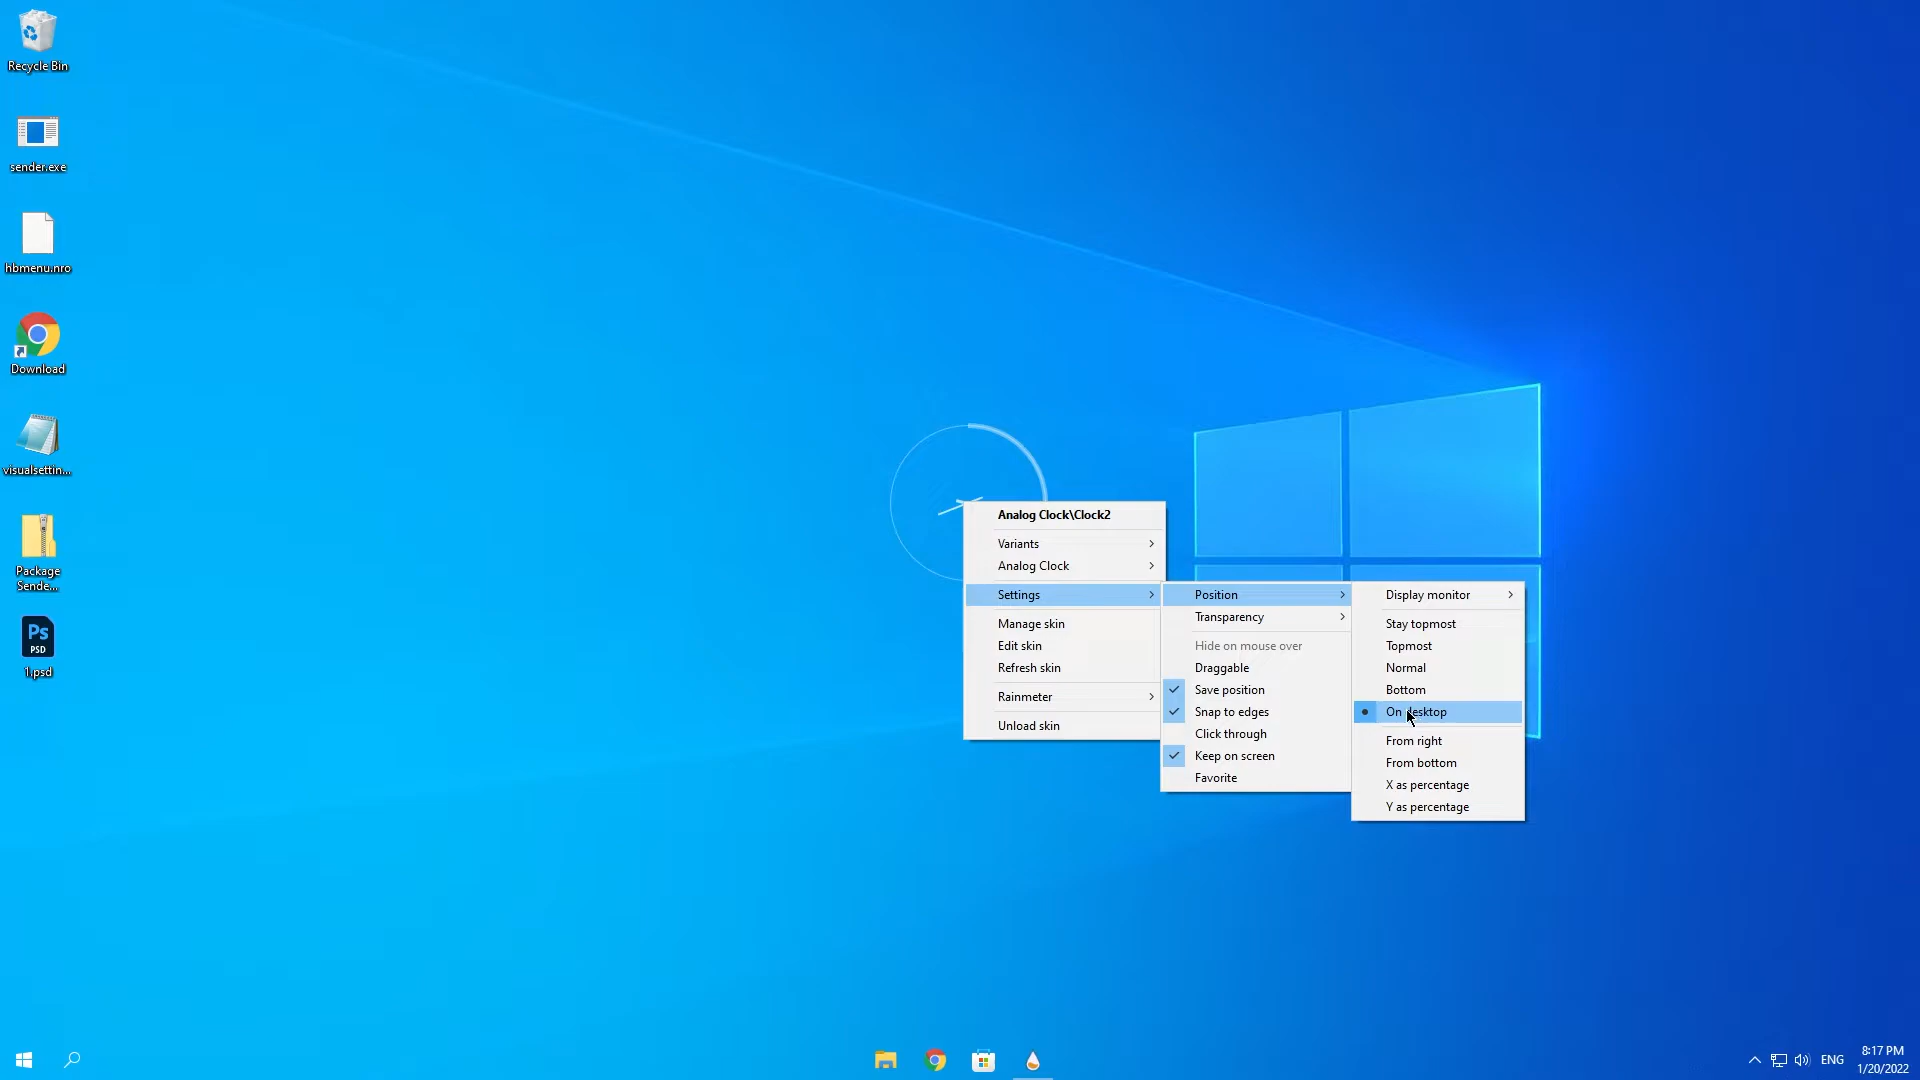 Recycle Bin
sender.exe
hbmenu.nro
Download
visualsettin...
Package
Sende...
Ps
PSD
1.psd
Analog Clock\Clock2
Variants
Analog Clock
Settings
Manage skin
Edit skin
Refresh skin
Rainmeter
Unload skin
Position
Transparency
Hide on mouse over
Draggable
Save position
Snap to edges
Click through
Keep on screen
Favorite
Display monitor
Stay topmost
Topmost
Normal
Bottom
On desktop
From right
From bottom
X as percentage
Y as percentage
ENG
8:17 PM
1/20/2022